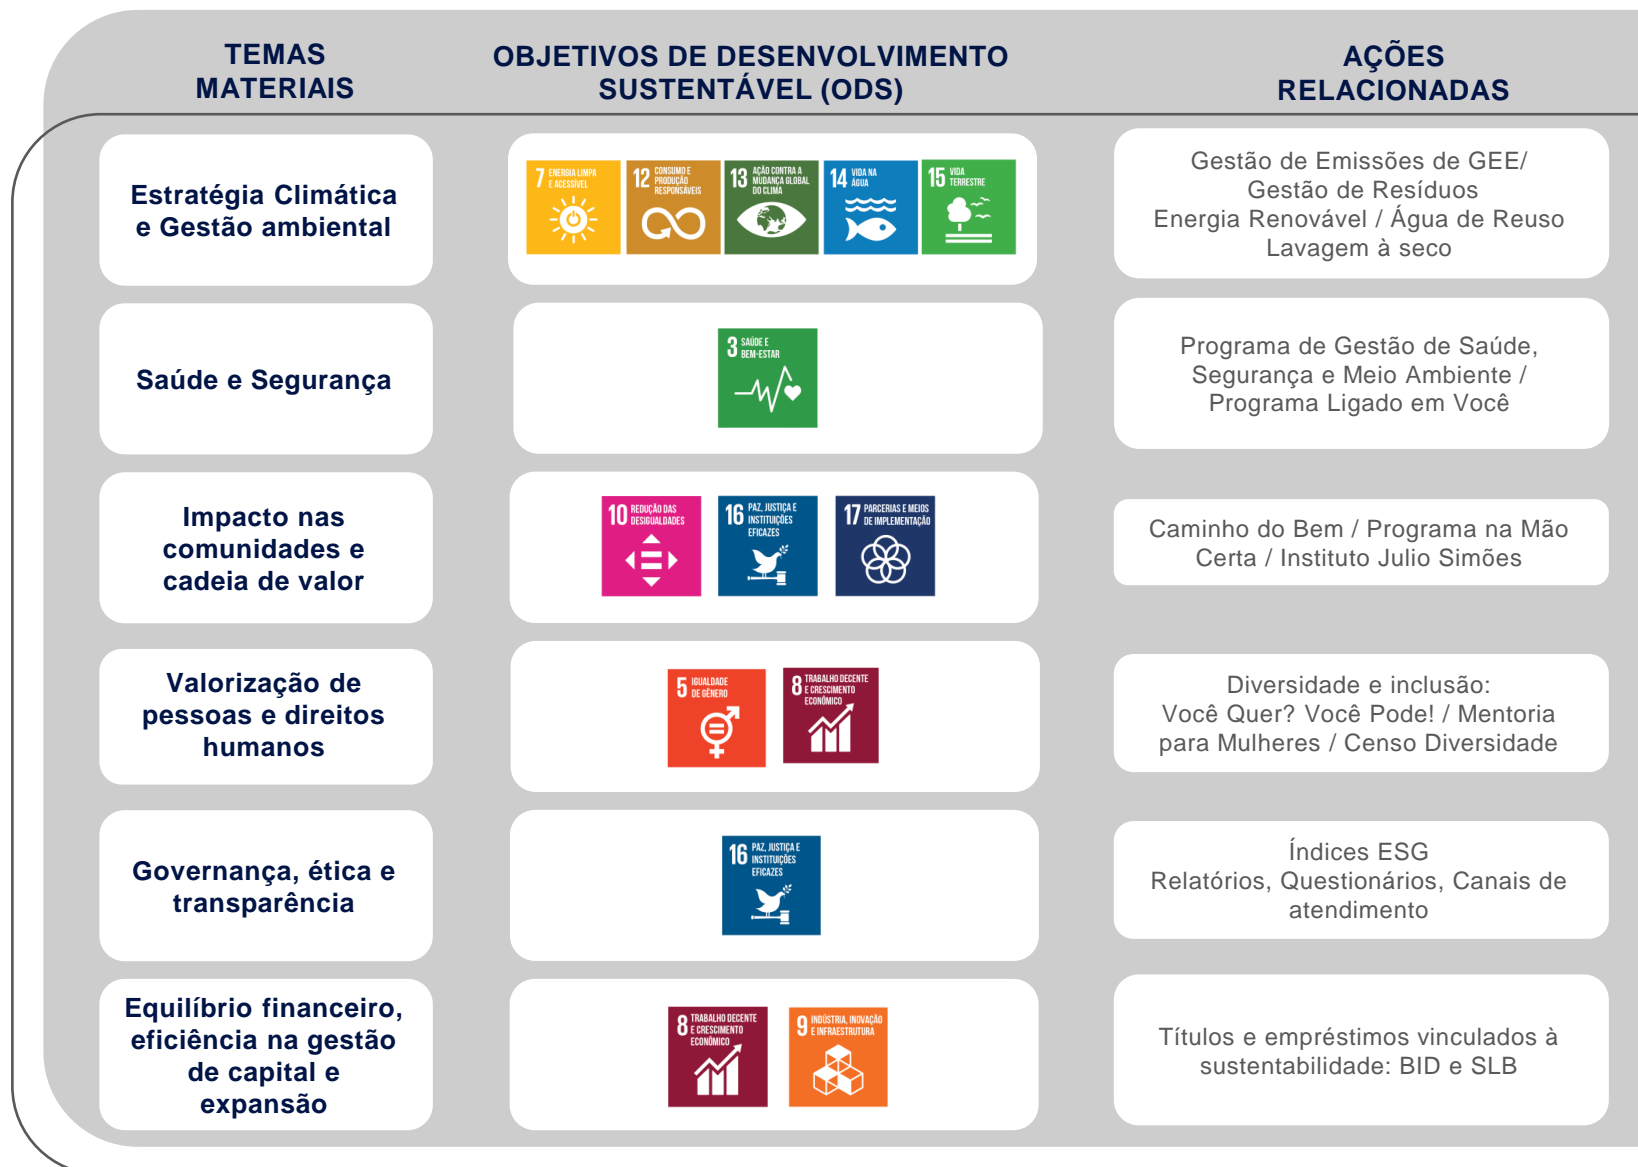 TEMAS
MATERIAIS
OBJETIVOS DE DESENVOLVIMENTO
SUSTENTÁVEL (ODS)
AÇÕES
RELACIONADAS
Estratégia Climática
e Gestão ambiental
7 ENERGIA LIMPA
E ACESSÍVEL
12 CONSUMO E
PRODUÇÃO
RESPONSÁVEIS
13 AÇÃO CONTRA A
MUDANÇA GLOBAL
DO CLIMA
14 VIDA NA
ÁGUA
15 VIDA
TERRESTRE
Gestão de Emissões de GEE/
Gestão de Resíduos
Energia Renovável / Água de Reuso
Lavagem à seco
Saúde e Segurança
3 SAÚDE E
BEM-ESTAR
Programa de Gestão de Saúde,
Segurança e Meio Ambiente /
Programa Ligado em Você
Impacto nas
comunidades e
cadeia de valor
10 REDUÇÃO DAS
DESIGUALDADES
16 PAZ, JUSTIÇA E
INSTITUIÇÕES
EFICAZES
17 PARCERIAS E MEIOS
DE IMPLEMENTAÇÃO
Caminho do Bem / Programa na Mão
Certa / Instituto Julio Simões
Valorização de
pessoas e direitos
humanos
5 IGUALDADE
DE GÊNERO
8 TRABALHO DECENTE
E CRESCIMENTO
ECONÔMICO
Diversidade e inclusão:
Você Quer? Você Pode! / Mentoria
para Mulheres / Censo Diversidade
Governança, ética e
transparência
16 PAZ, JUSTIÇA E
INSTITUIÇÕES
EFICAZES
Índices ESG
Relatórios, Questionários, Canais de
atendimento
Equilíbrio financeiro,
eficiência na gestão
de capital e
expansão
8 TRABALHO DECENTE
E CRESCIMENTO
ECONÔMICO
9 INDÚSTRIA, INOVAÇÃO
E INFRAESTRUTURA
Títulos e empréstimos vinculados à
sustentabilidade: BID e SLB